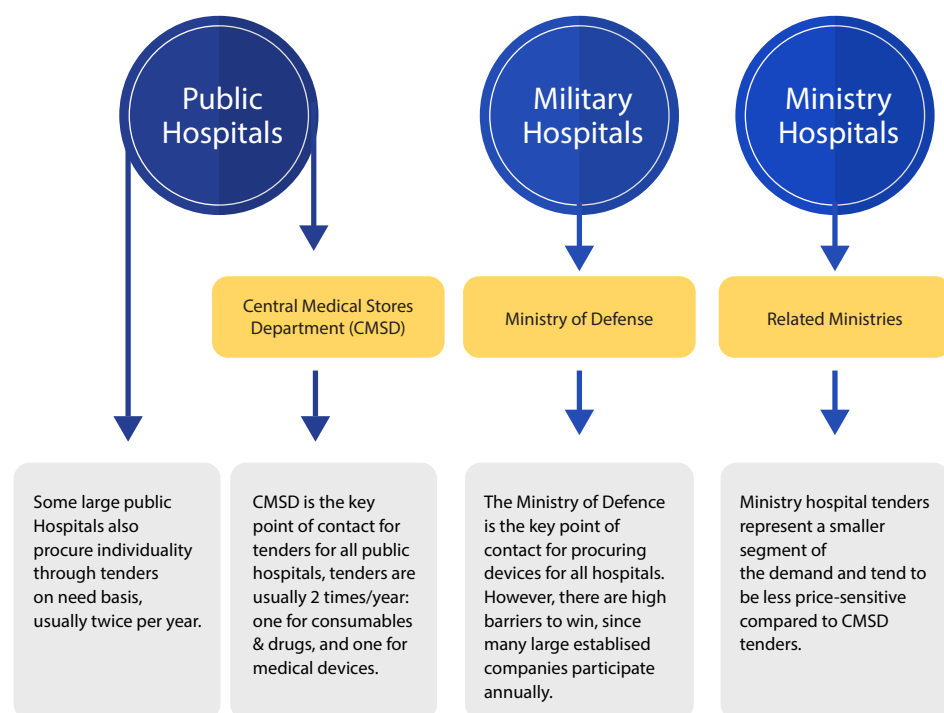 Public
Hospitals
Military
Hospitals
Ministry
Hospitals
Central Medical Stores
Department (CMSD)
Ministry of Defense
Related Ministries
Some large public
Hospitals also
procure individuality
through tenders
on need basis,
usually twice per year.
CMSD is the key
point of contact for
tenders for all public
hospitals, tenders are
usually 2 times/year:
one for consumables
& drugs, and one for
medical devices.
The Ministry of Defence
is the key point of
contact for procuring
devices for all hospitals.
However, there are high
barriers to win, since
many large establised
companies participate
annually.
Ministry hospital tenders
represent a smaller
segment of
the demand and tend to
be less price-sensitive
compared to CMSD
tenders.